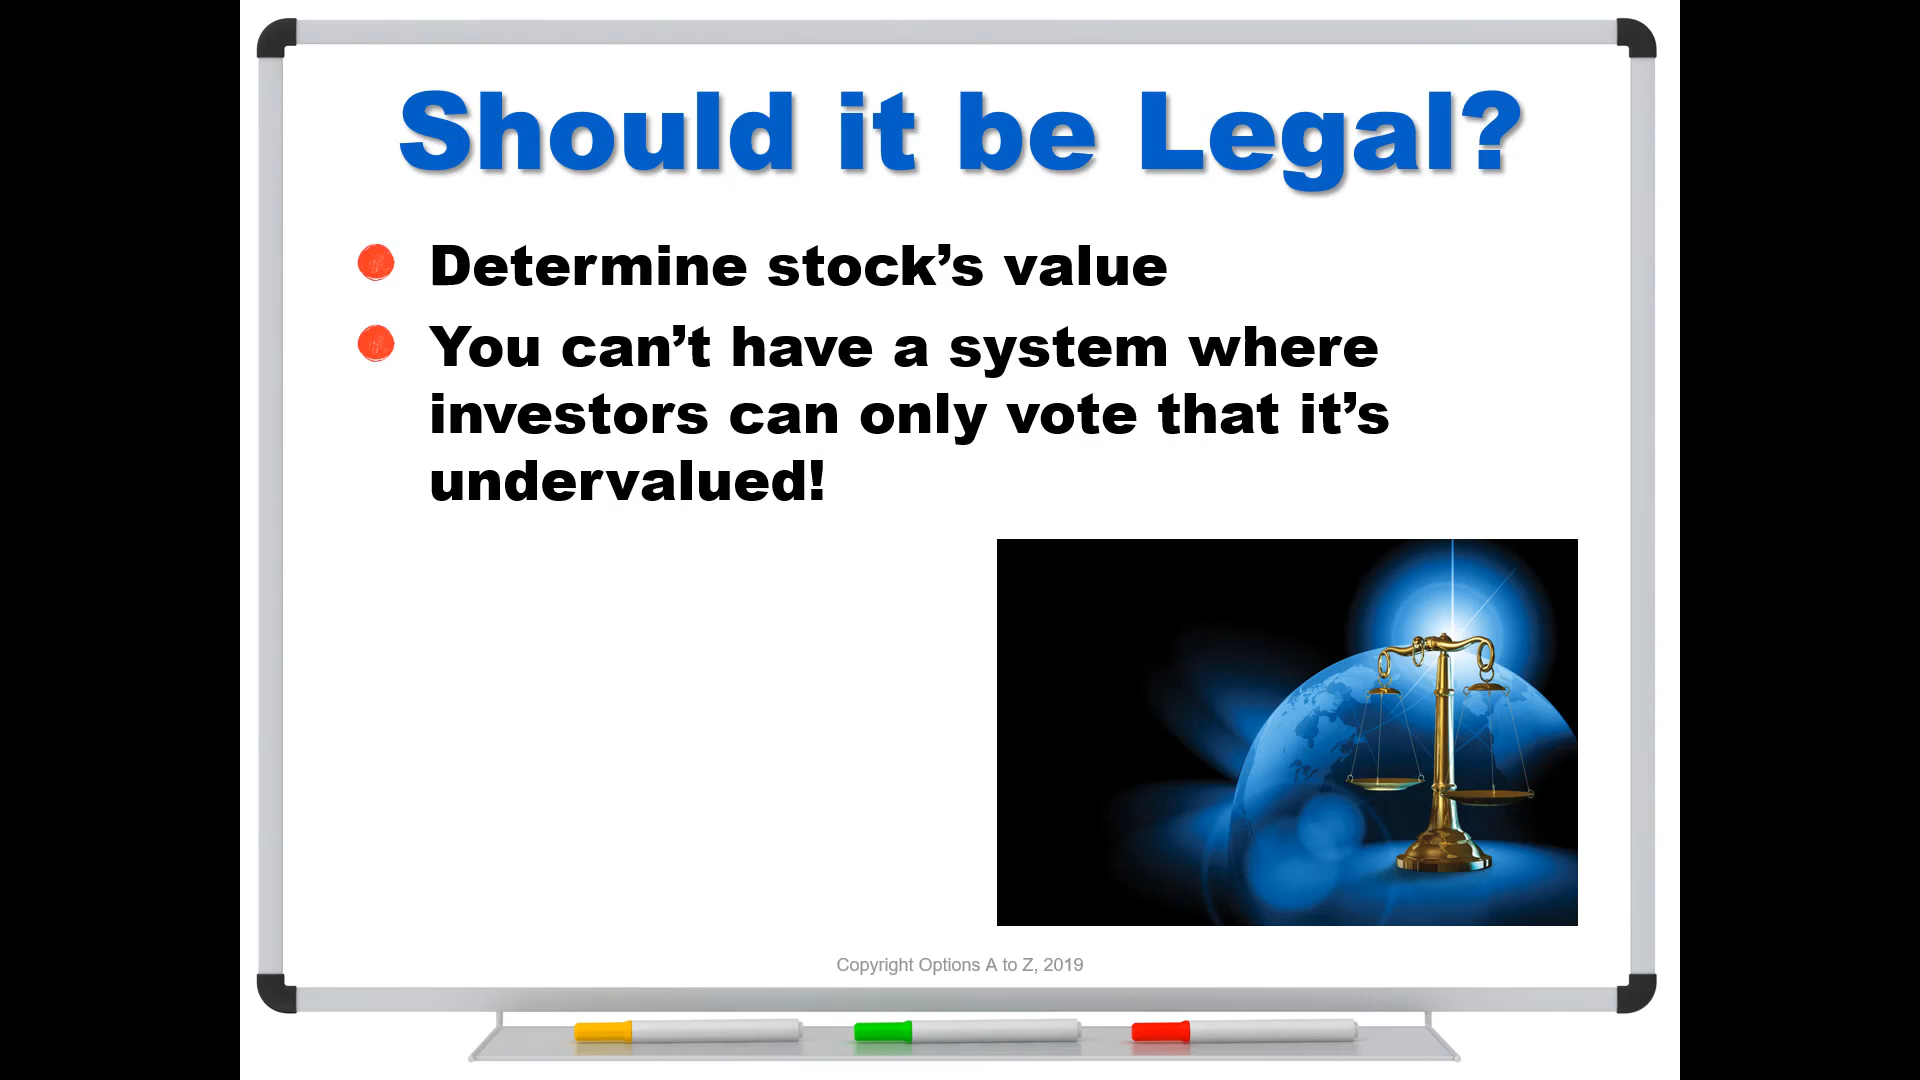 Should it be Legal?
Determine stock’s value
You can’t have a system where
investors can only vote that it’s
undervalued!
Copyright Options A to Z, 2019